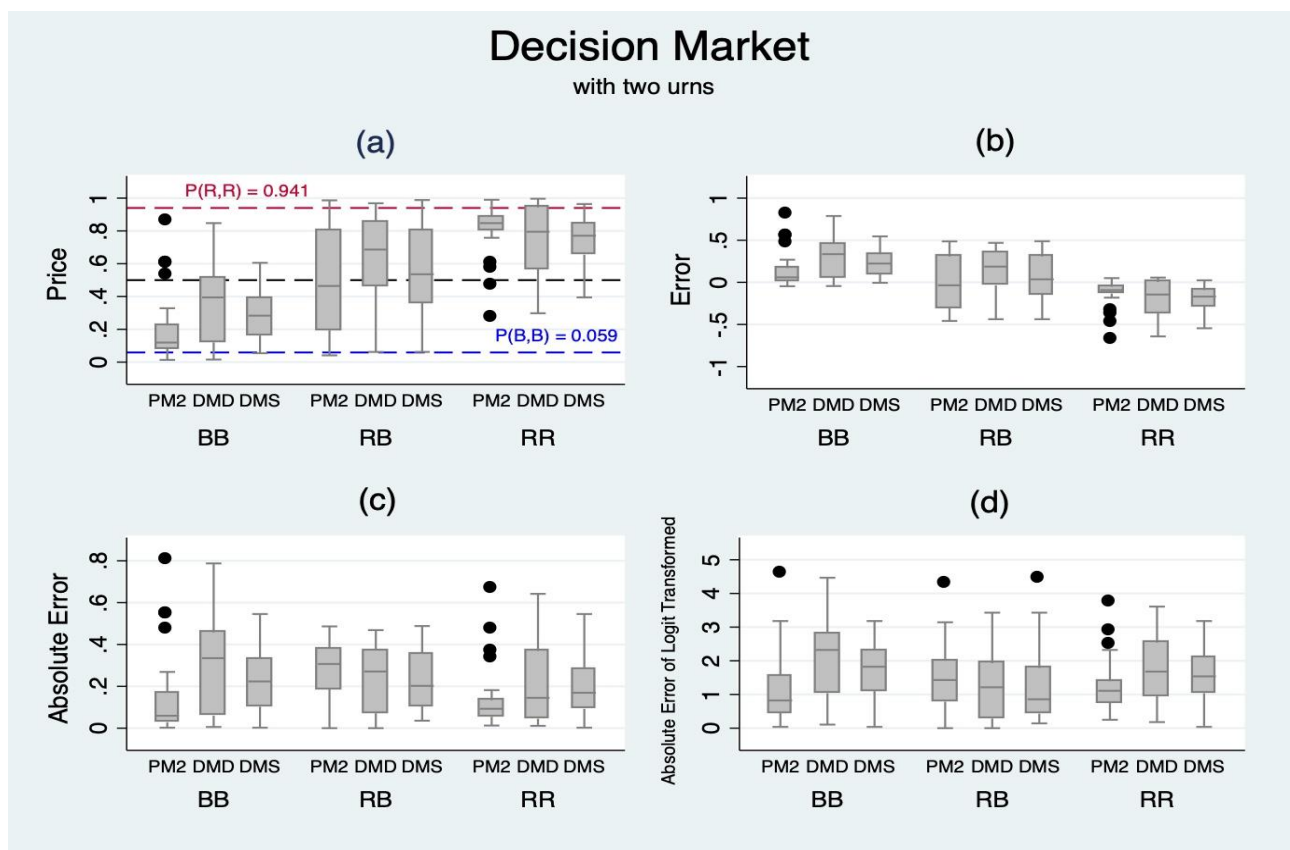 Decision Market
with two urns
(a)
Price
1
.8
.6
.4
.2
0
P(R,R) = 0.941
P(B,B) = 0.059
PM2 DMD DMS PM2 DMD DMS PM2 DMD DMS
BB RB RR
(b)
Error
1
.5
0
-.5
-1
PM2 DMD DMS PM2 DMD DMS PM2 DMD DMS
BB RB RR
(c)
Absolute Error
.8
.6
.4
.2
0
PM2 DMD DMS PM2 DMD DMS PM2 DMD DMS
BB RB RR
(d)
Absolute Error of Logit Transformed
5
4
3
2
1
0
PM2 DMD DMS PM2 DMD DMS PM2 DMD DMS
BB RB RR